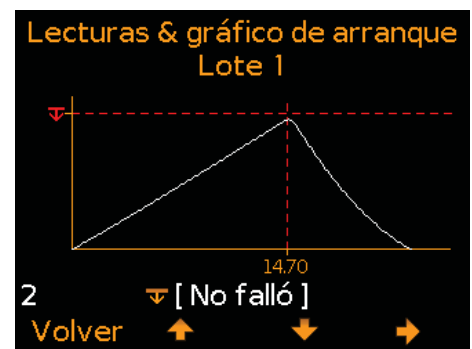 Lecturas & gráfico de arranque
Lote 1
14.70
2 [ No falló ]
Volver